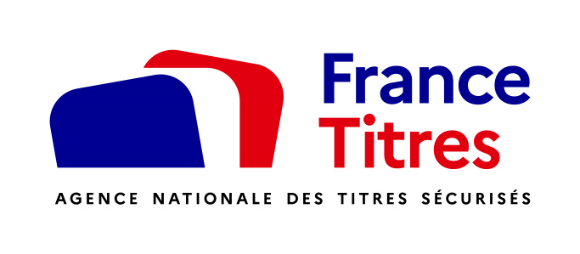 France
Titres
AGENCE NATIONALE DES TITRES SÉCURISÉS